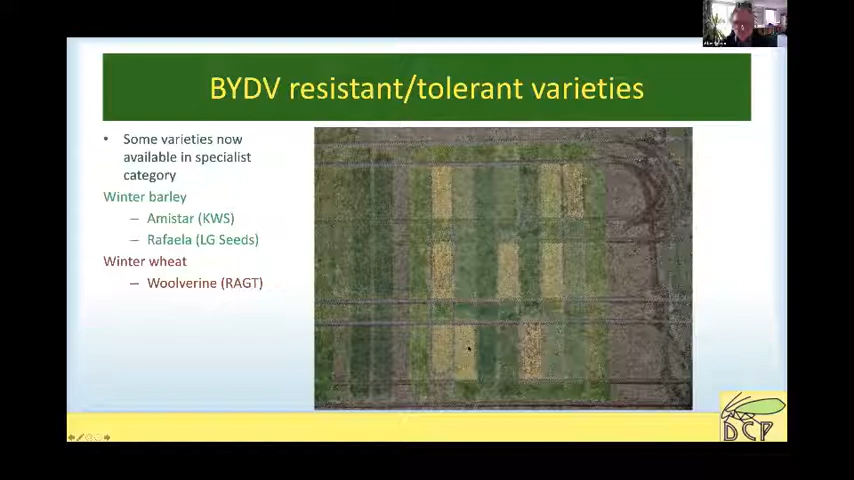 BYDV resistant/tolerant varieties
• Some varieties now
available in specialist
category
Winter barley
– Amistar (KWS)
– Rafaela (LG Seeds)
Winter wheat
– Woolverine (RAGT)
DCP